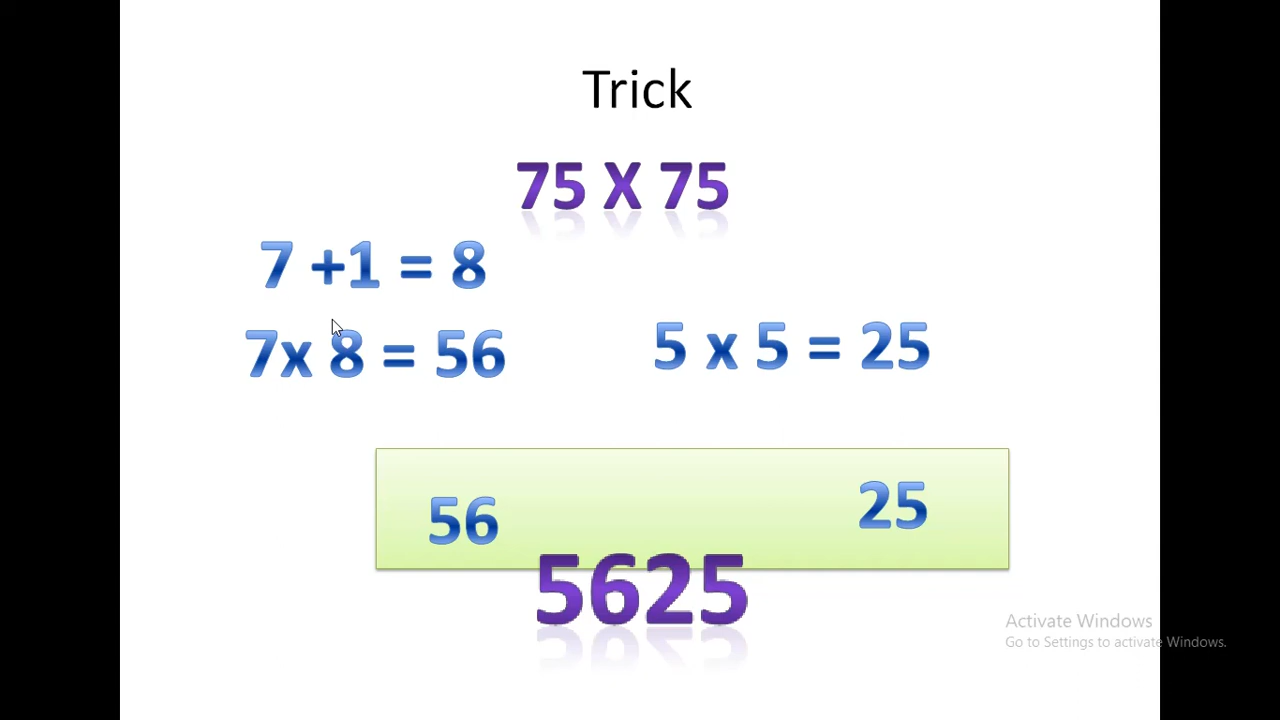 Trick
75 X 75
7 +1 = 8
7x 8 = 56
5 x 5 = 25
56
25
5625
Activate Windows
Go to Settings to activate Windows.